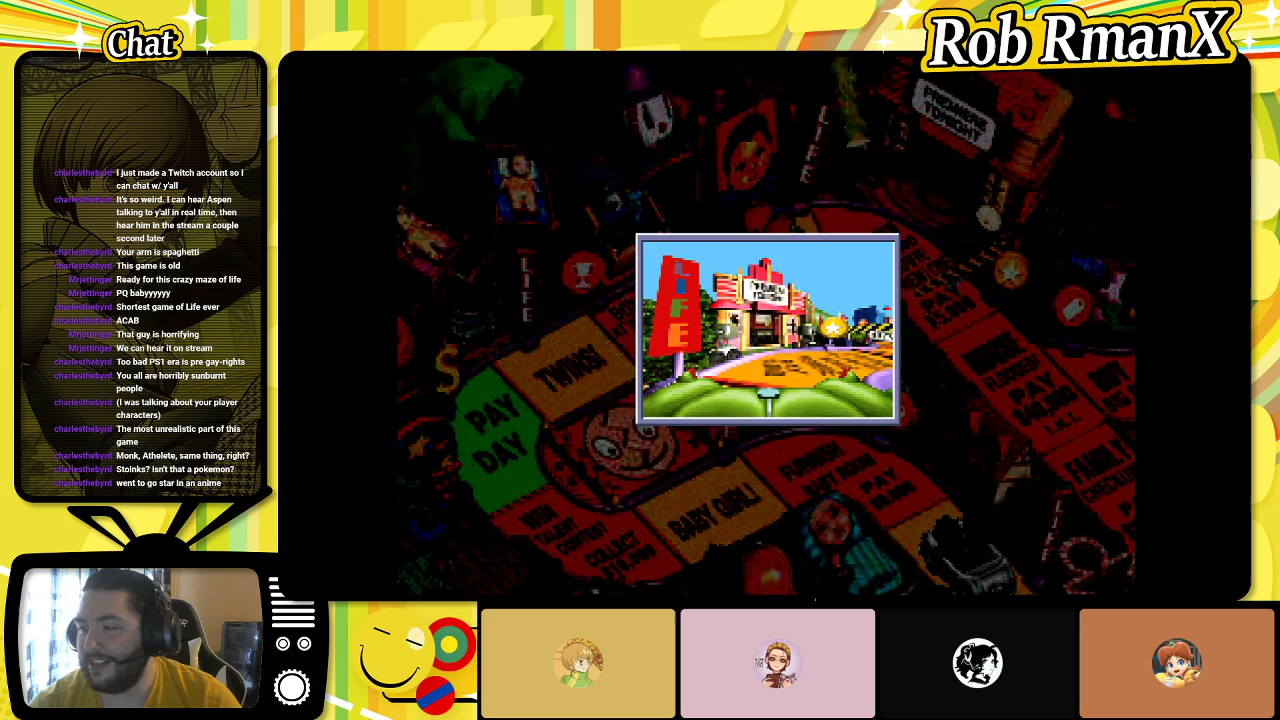 Chat
Rob RmanX
charlesthebyrd I just made a Twitch account so I
can chat w/ y'all
charlesthebyrd It's so weird. I can hear Aspen
talking to y'all in real time, then
hear him in the stream a couple
second later
charlesthebyrd Your arm is spaghetti
charlesthebyrd This game is old
Mrjettinger Ready for this crazy maze of life
Mrjettinger PQ babyyyyyy
charlesthebyrd Shortest game of Life ever
charlesthebyrd ACAB
Mrjettinger That guy is horrifying
Mrjettinger We can hear it on stream
charlesthebyrd Too bad PS1 era is pre gay-rights
charlesthebyrd You all are horribly sunburnt
people
charlesthebyrd (I was talking about your player
characters)
charlesthebyrd The most unrealistic part of this
game
charlesthebyrd Monk, Athelete, same thing, right?
charlesthebyrd Stoinks? Isn't that a pokemon?
charlesthebyrd went to go star in an anime
LIFE
LIFE
TWINS
BABY GIRL